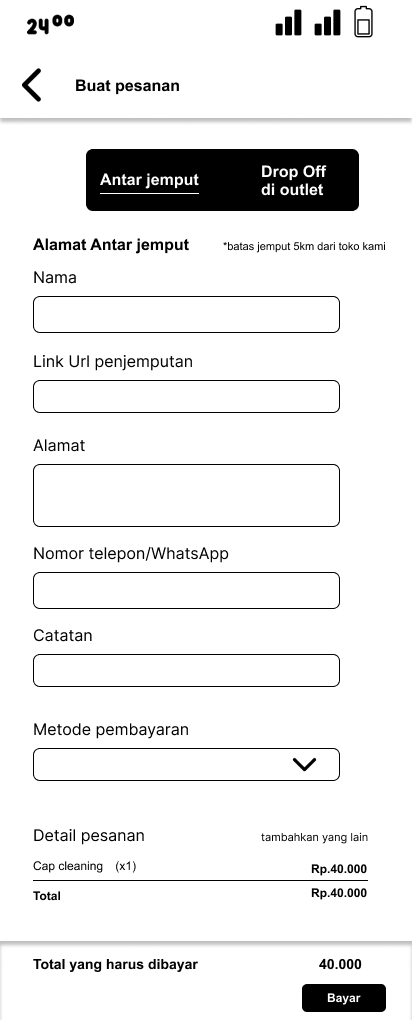 24⁰⁰
Buat pesanan
Antar jemput
Drop Off
di outlet
Alamat Antar jemput *batas jemput 5km dari toko kami
Nama
Link Url penjemputan
Alamat
Nomor telepon/WhatsApp
Catatan
Metode pembayaran
Detail pesanan tambahkan yang lain
Cap cleaning (x1) Rp.40.000
Total Rp.40.000
Total yang harus dibayar 40.000
Bayar